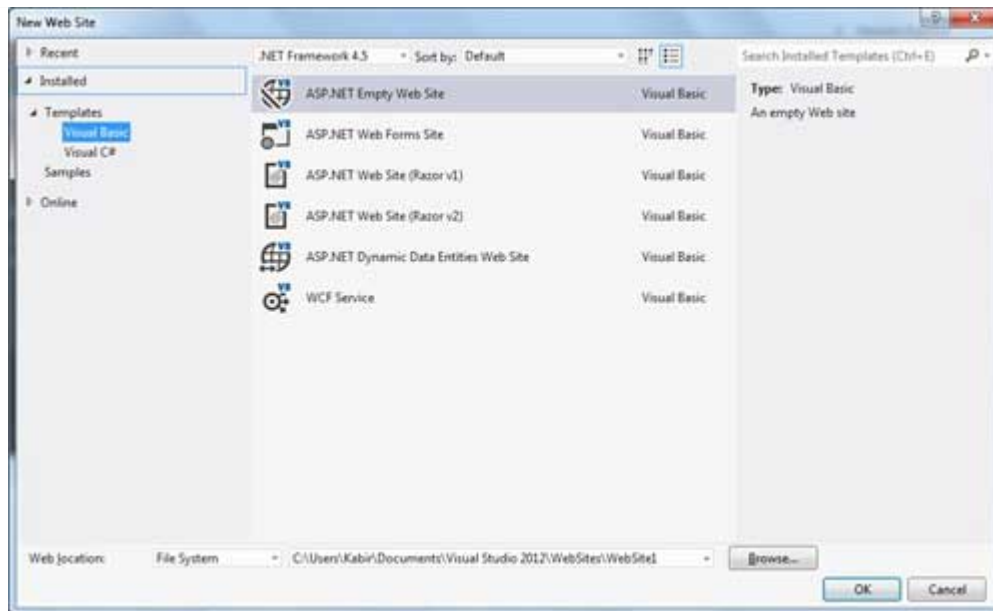 New Web Site
Recent
Installed
Templates
Visual Basic
Visual C#
Samples
Online
.NET Framework 4.5 Sort by: Default
ASP.NET Empty Web Site Visual Basic
ASP.NET Web Forms Site Visual Basic
ASP.NET Web Site (Razor v1) Visual Basic
ASP.NET Web Site (Razor v2) Visual Basic
ASP.NET Dynamic Data Entities Web Site Visual Basic
WCF Service Visual Basic
Search Installed Templates (Ctrl+E)
Type: Visual Basic
An empty Web site
Web location: File System C:\Users\Kabir\Documents\Visual Studio 2012\WebSites\WebSite1 Browse...
OK Cancel